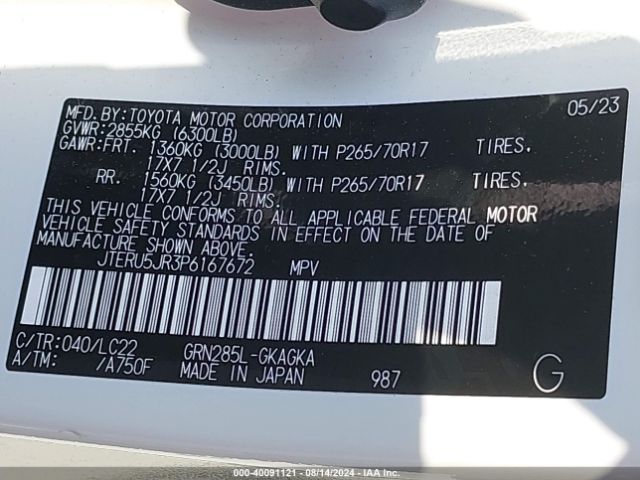 MFD. BY: TOYOTA MOTOR CORPORATION 05/23
GVWR: 2855KG (6300LB)
GAWR: FRT. 1360KG (3000LB) WITH P265/70R17 TIRES,
17X7 1/2J RIMS.
RR. 1560KG (3450LB) WITH P265/70R17 TIRES,
17X7 1/2J RIMS.
THIS VEHICLE CONFORMS TO ALL APPLICABLE FEDERAL MOTOR
VEHICLE SAFETY STANDARDS IN EFFECT ON THE DATE OF
MANUFACTURE SHOWN ABOVE.
JTERU5JR3P6167672 MPV
C/TR: 040/LC22 GRN285L-GKAGKA
A/TM: /A750F MADE IN JAPAN 987 G
000-40091121 - 08/14/2024 - IAA Inc.